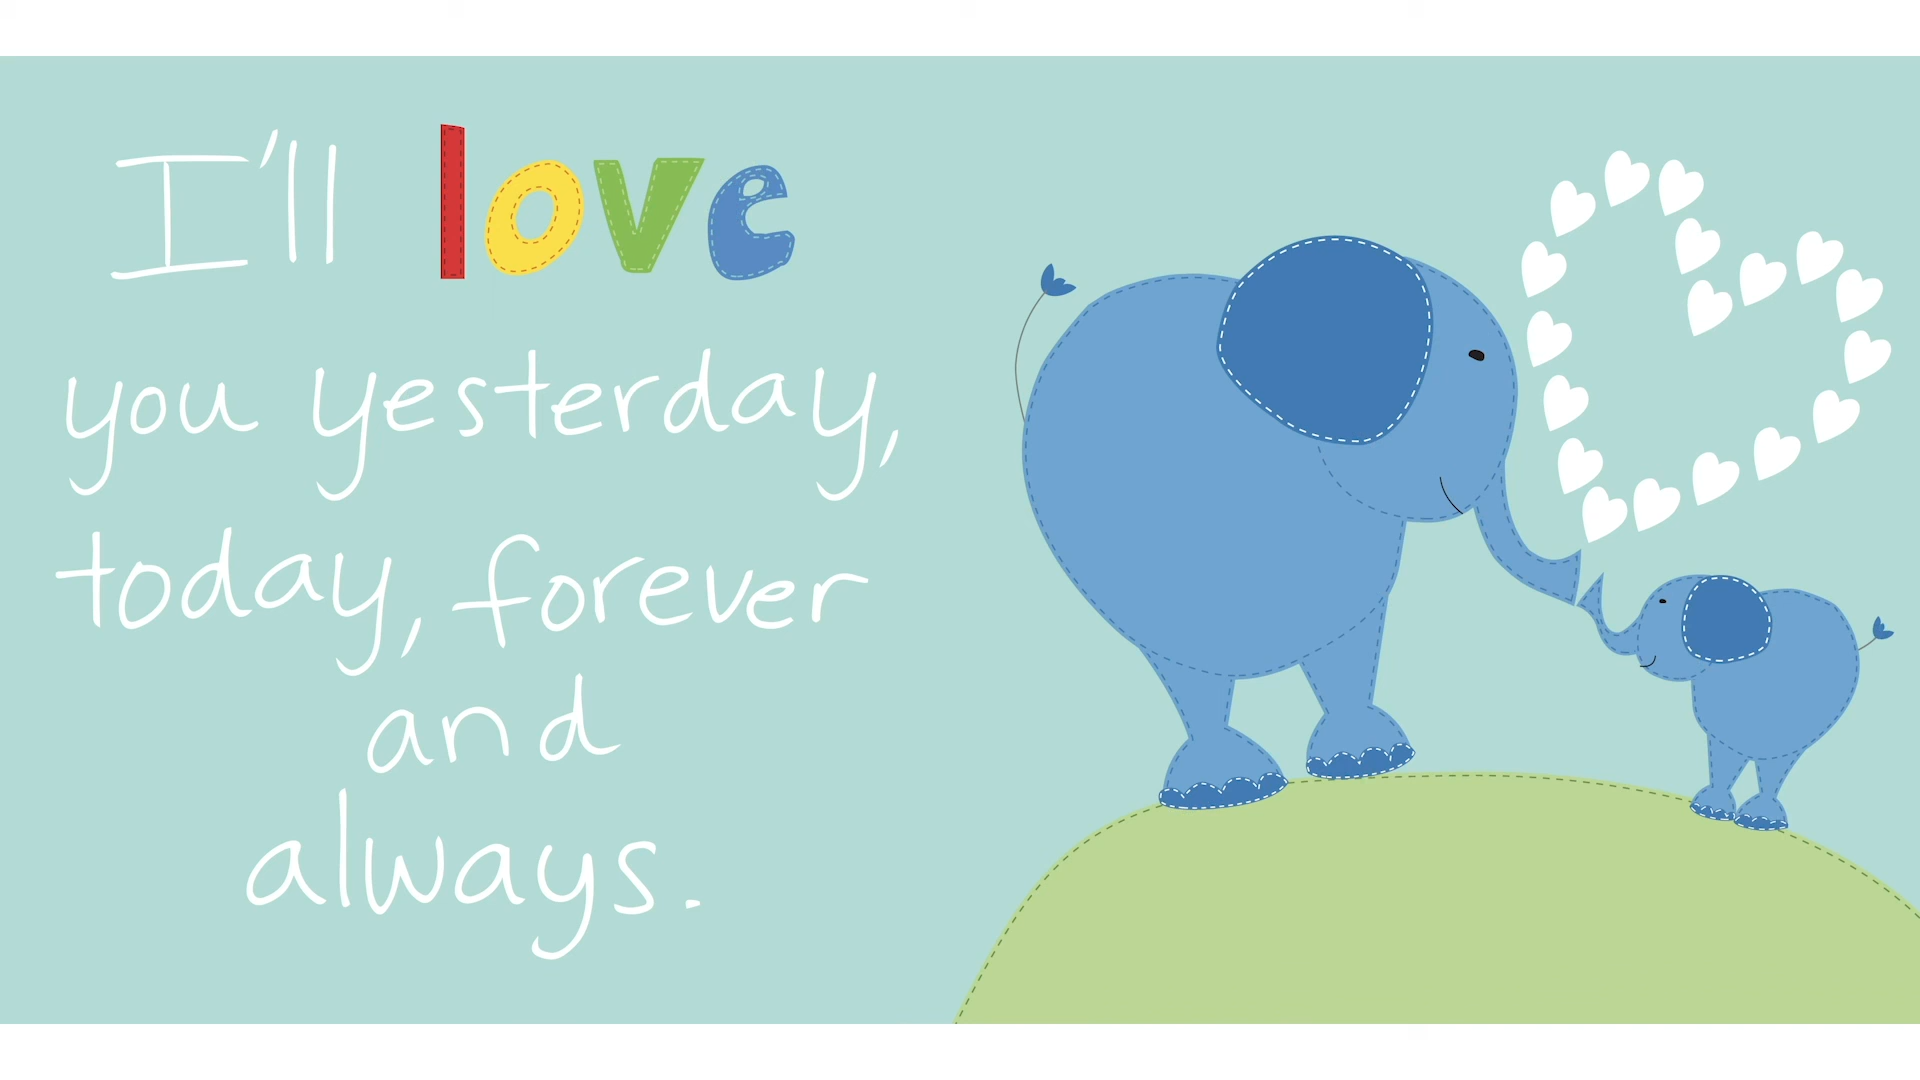 I'll love
you yesterday,
today, forever
and
always.